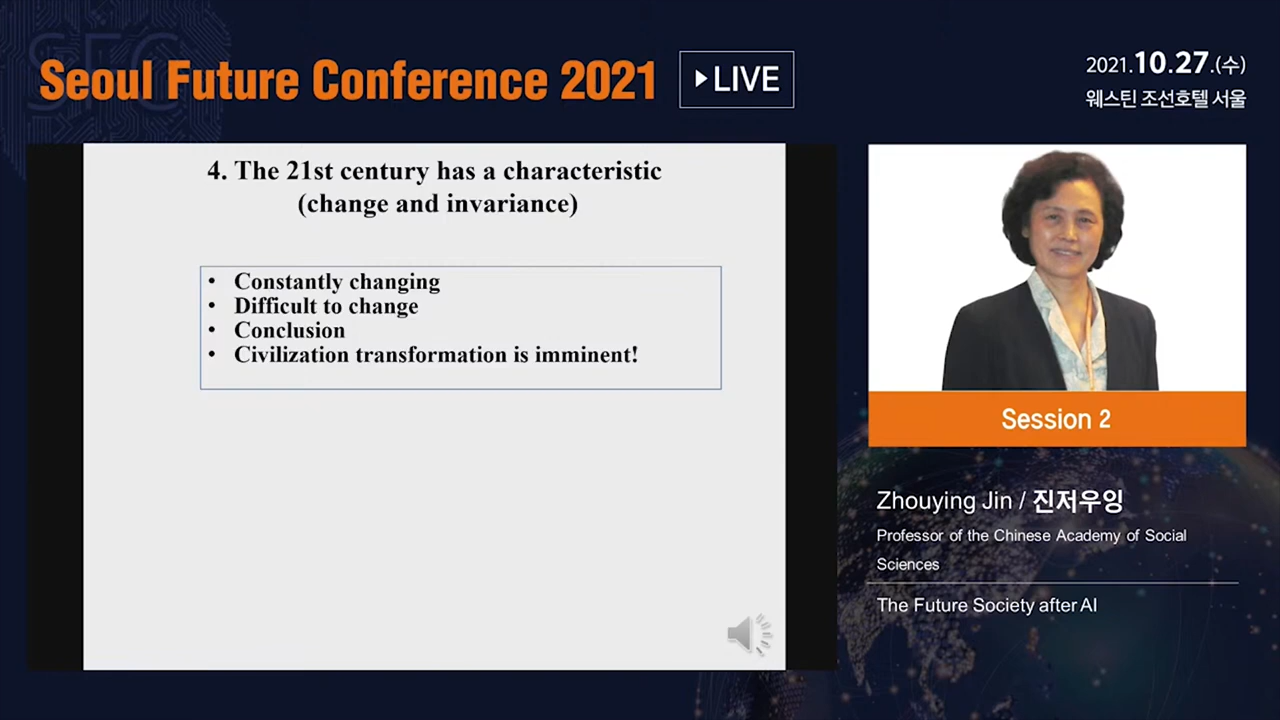 SFC
Seoul Future Conference 2021
LIVE
2021.10.27.(수)
웨스틴 조선호텔 서울
4. The 21st century has a characteristic
(change and invariance)
• Constantly changing
• Difficult to change
• Conclusion
• Civilization transformation is imminent!
Session 2
Zhouying Jin / 진저우잉
Professor of the Chinese Academy of Social
Sciences
The Future Society after AI